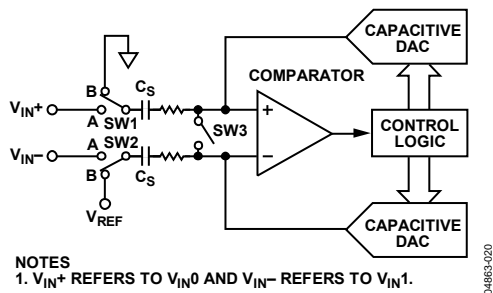 CAPACITIVE
DAC
COMPARATOR
B
CS
VIN+
A SW1
SW3
CONTROL
LOGIC
VIN–
A SW2
B
CS
VREF
CAPACITIVE
DAC
+
–
NOTES
1. VIN+ REFERS TO VIN0 AND VIN– REFERS TO VIN1.
04863-020